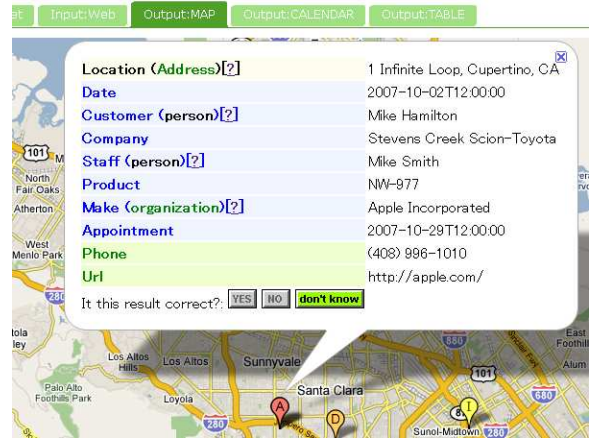 et Input:Web Output:MAP Output:CALENDAR Output:TABLE
Location (Address)[?] 1 Infinite Loop, Cupertino, CA
Date 2007-10-02T12:00:00
Customer (person)[?] Mike Hamilton
Company Stevens Creek Scion-Toyota
Staff (person)[?] Mike Smith
Product NW-977
Make (organization)[?] Apple Incorporated
Appointment 2007-10-29T12:00:00
Phone (408) 996-1010
Url http://apple.com/
It this result correct?: YES NO don't know
101
North
Fair Oaks
Atherton
West
Menlo Park
280
East
Foothill
880
Los Altos
Hills
Los Altos
Sunnyvale
Alum
101
Santa Clara
680
Palo Alto
Foothills Park
Loyola
A
D
I
280
Sunol-Midtown
280